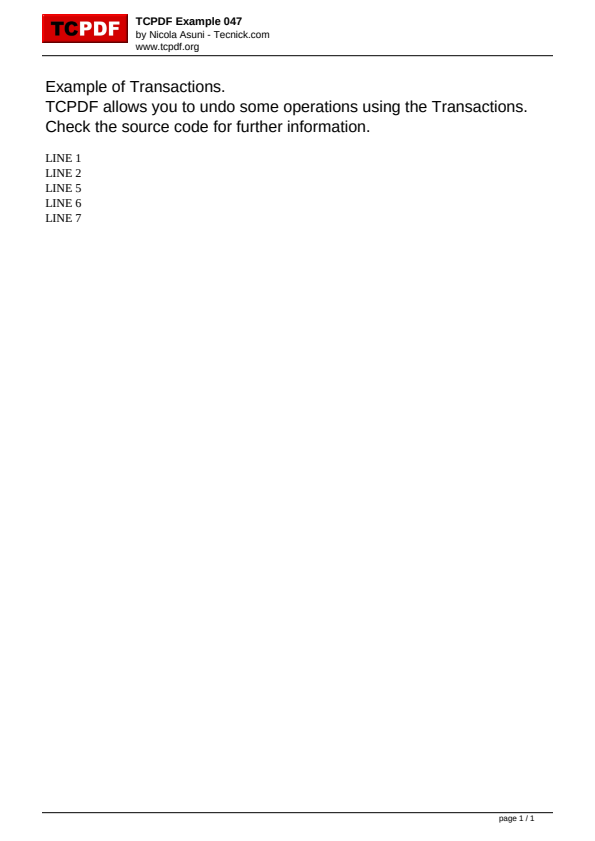 TCPDF
TCPDF Example 047
by Nicola Asuni - Tecnick.com
www.tcpdf.org
Example of Transactions.
TCPDF allows you to undo some operations using the Transactions.
Check the source code for further information.
LINE 1
LINE 2
LINE 5
LINE 6
LINE 7
page 1 / 1